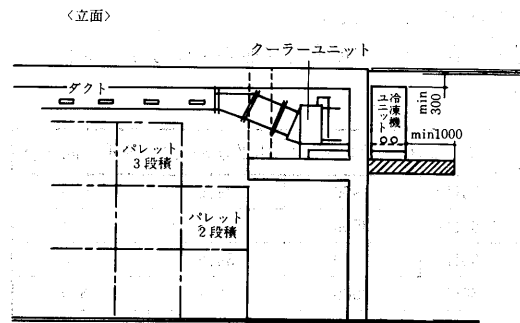 〈立面〉
クーラーユニット
ダクト
冷凍機
ユニット
min
300
min1000
パレット
3段積
パレット
2段積